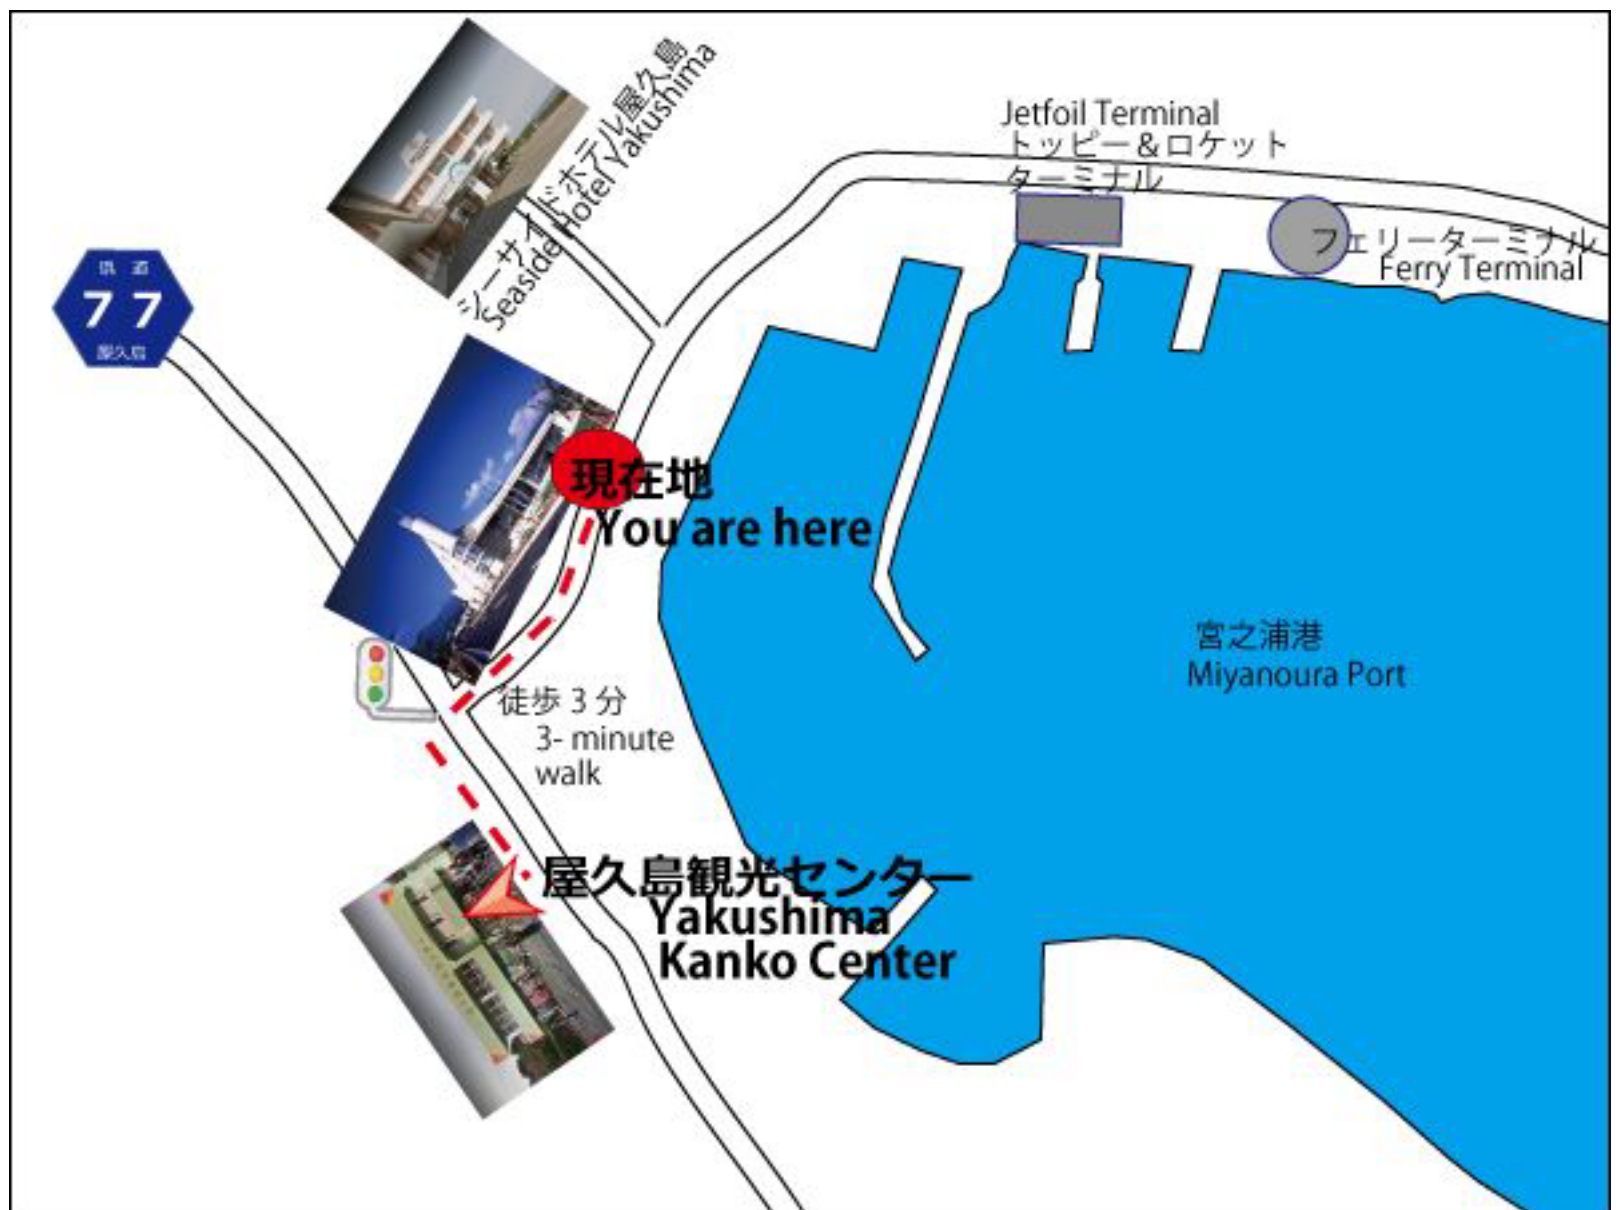 シーサイドホテル屋久島
Seaside Hotel Yakushima
Jetfoil Terminal
トッピー＆ロケット
ターミナル
フェリーターミナル
Ferry Terminal
県道
77
屋久島
現在地
You are here
宮之浦港
Miyanoura Port
徒歩 3 分
3- minute
walk
屋久島観光センター
Yakushima
Kanko Center